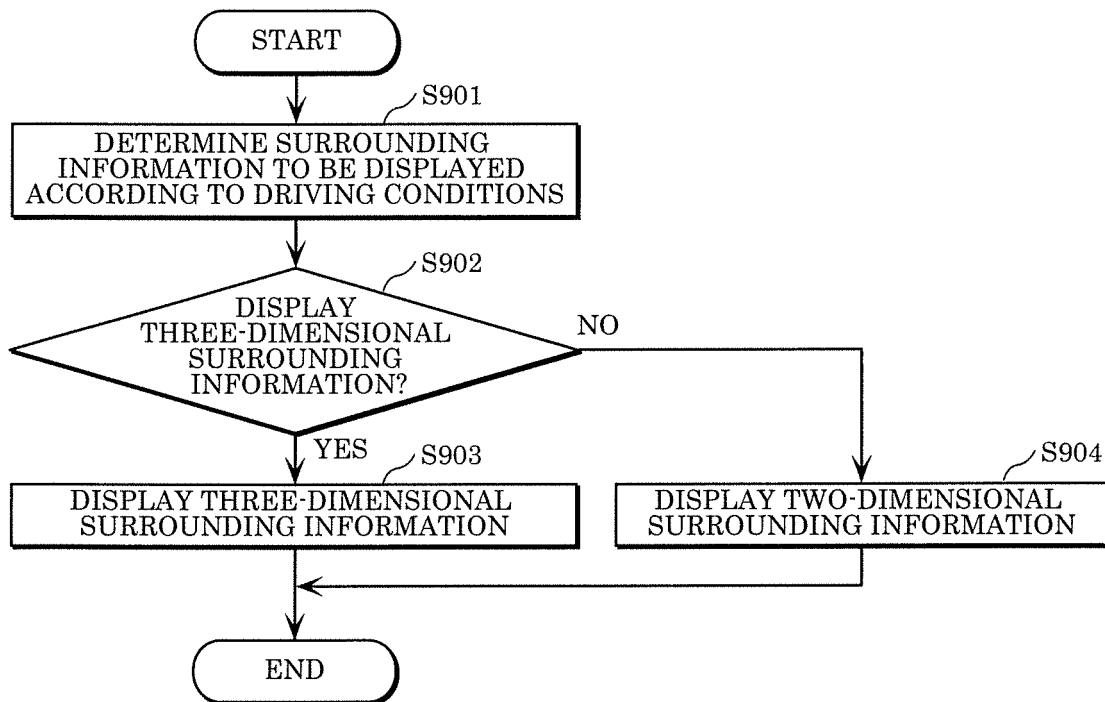 START
S901
DETERMINE SURROUNDING
INFORMATION TO BE DISPLAYED
ACCORDING TO DRIVING CONDITIONS
S902
DISPLAY
THREE-DIMENSIONAL
SURROUNDING
INFORMATION?
NO
YES
S903
DISPLAY THREE-DIMENSIONAL
SURROUNDING INFORMATION
S904
DISPLAY TWO-DIMENSIONAL
SURROUNDING INFORMATION
END